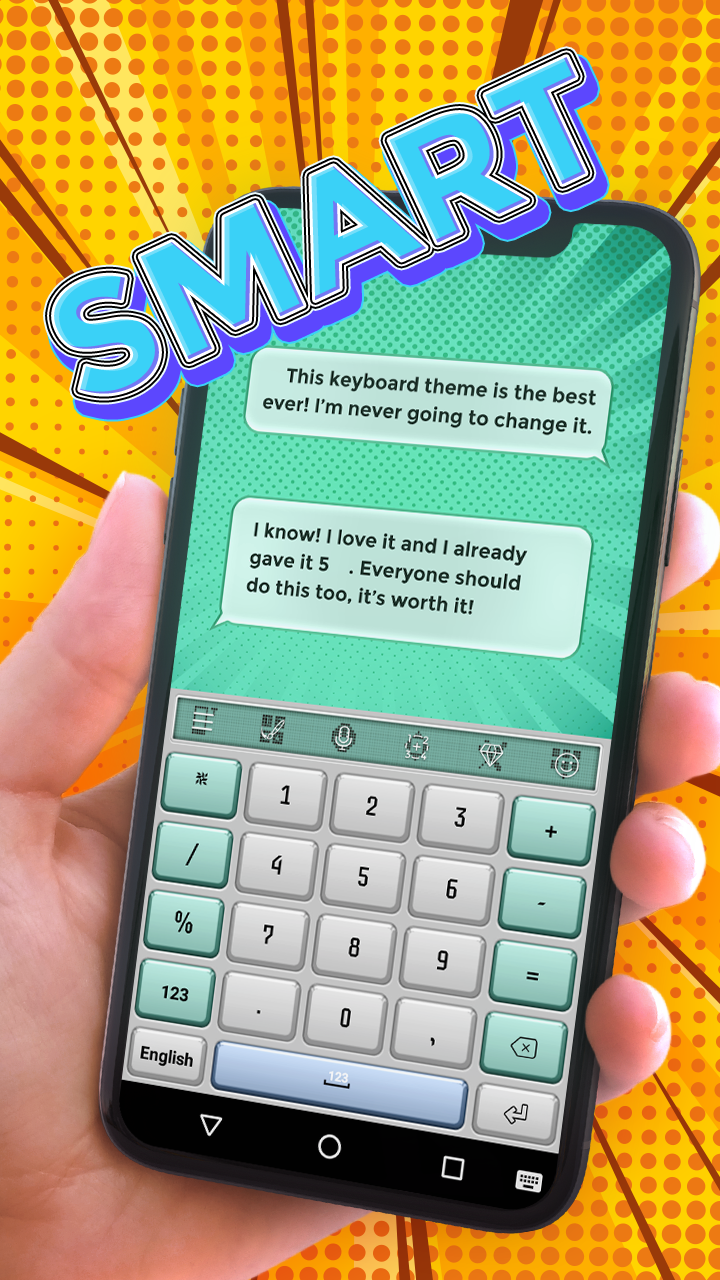 SMART
This keyboard theme is the best
ever! I'm never going to change it.
I know! I love it and I already
gave it 5 . Everyone should
do this too, it's worth it!
* 1 2 3 +
/ 4 5 6 -
% 7 8 9 =
123 . 0 ,
English 123